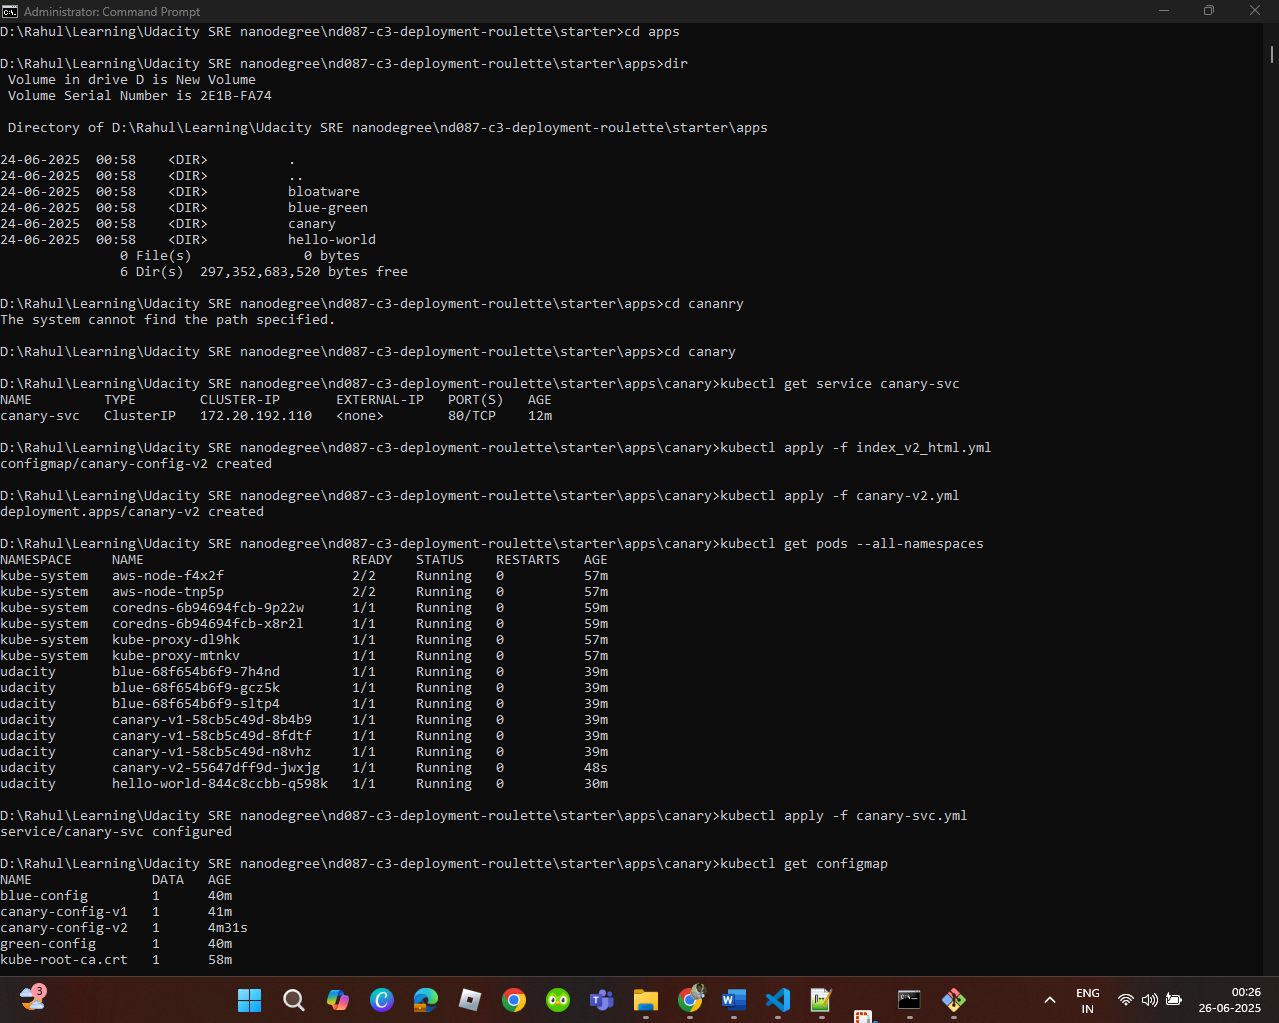 Administrator: Command Prompt
D:\Rahul\Learning\Udacity SRE nanodegree\nd087-c3-deployment-roulette\starter>cd apps
D:\Rahul\Learning\Udacity SRE nanodegree\nd087-c3-deployment-roulette\starter\apps>dir
Volume in drive D is New Volume
Volume Serial Number is 2E1B-FA74
Directory of D:\Rahul\Learning\Udacity SRE nanodegree\nd087-c3-deployment-roulette\starter\apps
24-06-2025  00:58    <DIR>          .
24-06-2025  00:58    <DIR>          ..
24-06-2025  00:58    <DIR>          bloatware
24-06-2025  00:58    <DIR>          blue-green
24-06-2025  00:58    <DIR>          canary
24-06-2025  00:58    <DIR>          hello-world
0 File(s)              0 bytes
6 Dir(s)  297,352,683,520 bytes free
D:\Rahul\Learning\Udacity SRE nanodegree\nd087-c3-deployment-roulette\starter\apps>cd cananry
The system cannot find the path specified.
D:\Rahul\Learning\Udacity SRE nanodegree\nd087-c3-deployment-roulette\starter\apps>cd canary
D:\Rahul\Learning\Udacity SRE nanodegree\nd087-c3-deployment-roulette\starter\apps\canary>kubectl get service canary-svc
NAME         TYPE        CLUSTER-IP       EXTERNAL-IP   PORT(S)   AGE
canary-svc   ClusterIP   172.20.192.110   <none>        80/TCP    12m
D:\Rahul\Learning\Udacity SRE nanodegree\nd087-c3-deployment-roulette\starter\apps\canary>kubectl apply -f index_v2_html.yml
configmap/canary-config-v2 created
D:\Rahul\Learning\Udacity SRE nanodegree\nd087-c3-deployment-roulette\starter\apps\canary>kubectl apply -f canary-v2.yml
deployment.apps/canary-v2 created
D:\Rahul\Learning\Udacity SRE nanodegree\nd087-c3-deployment-roulette\starter\apps\canary>kubectl get pods --all-namespaces
NAMESPACE     NAME                          READY   STATUS    RESTARTS   AGE
kube-system   aws-node-f4x2f                2/2     Running   0          57m
kube-system   aws-node-tnp5p                2/2     Running   0          57m
kube-system   coredns-6b94694fcb-9p22w      1/1     Running   0          59m
kube-system   coredns-6b94694fcb-x8r2l      1/1     Running   0          59m
kube-system   kube-proxy-dl9hk              1/1     Running   0          57m
kube-system   kube-proxy-mtnkv              1/1     Running   0          57m
udacity       blue-68f654b6f9-7h4nd         1/1     Running   0          39m
udacity       blue-68f654b6f9-gcz5k         1/1     Running   0          39m
udacity       blue-68f654b6f9-sltp4         1/1     Running   0          39m
udacity       canary-v1-58cb5c49d-8b4b9     1/1     Running   0          39m
udacity       canary-v1-58cb5c49d-8fdtf     1/1     Running   0          39m
udacity       canary-v1-58cb5c49d-n8vhz     1/1     Running   0          39m
udacity       canary-v2-55647dff9d-jwxjg    1/1     Running   0          48s
udacity       hello-world-844c8ccbb-q598k   1/1     Running   0          30m
D:\Rahul\Learning\Udacity SRE nanodegree\nd087-c3-deployment-roulette\starter\apps\canary>kubectl apply -f canary-svc.yml
service/canary-svc configured
D:\Rahul\Learning\Udacity SRE nanodegree\nd087-c3-deployment-roulette\starter\apps\canary>kubectl get configmap
NAME               DATA   AGE
blue-config        1      40m
canary-config-v1   1      41m
canary-config-v2   1      4m31s
green-config       1      40m
kube-root-ca.crt   1      58m
3
ENG
IN
00:26
26-06-2025